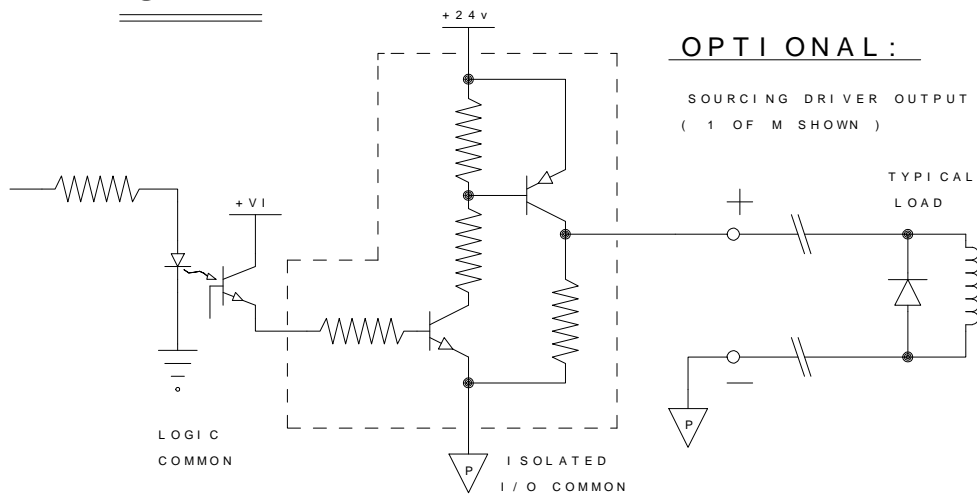 +24v
OPTIONAL:
SOURCING DRIVER OUTPUT
( 1 OF M SHOWN )
TYPICAL
LOAD
+VI
+
−
P
LOGIC
COMMON
P
ISOLATED
I/O COMMON